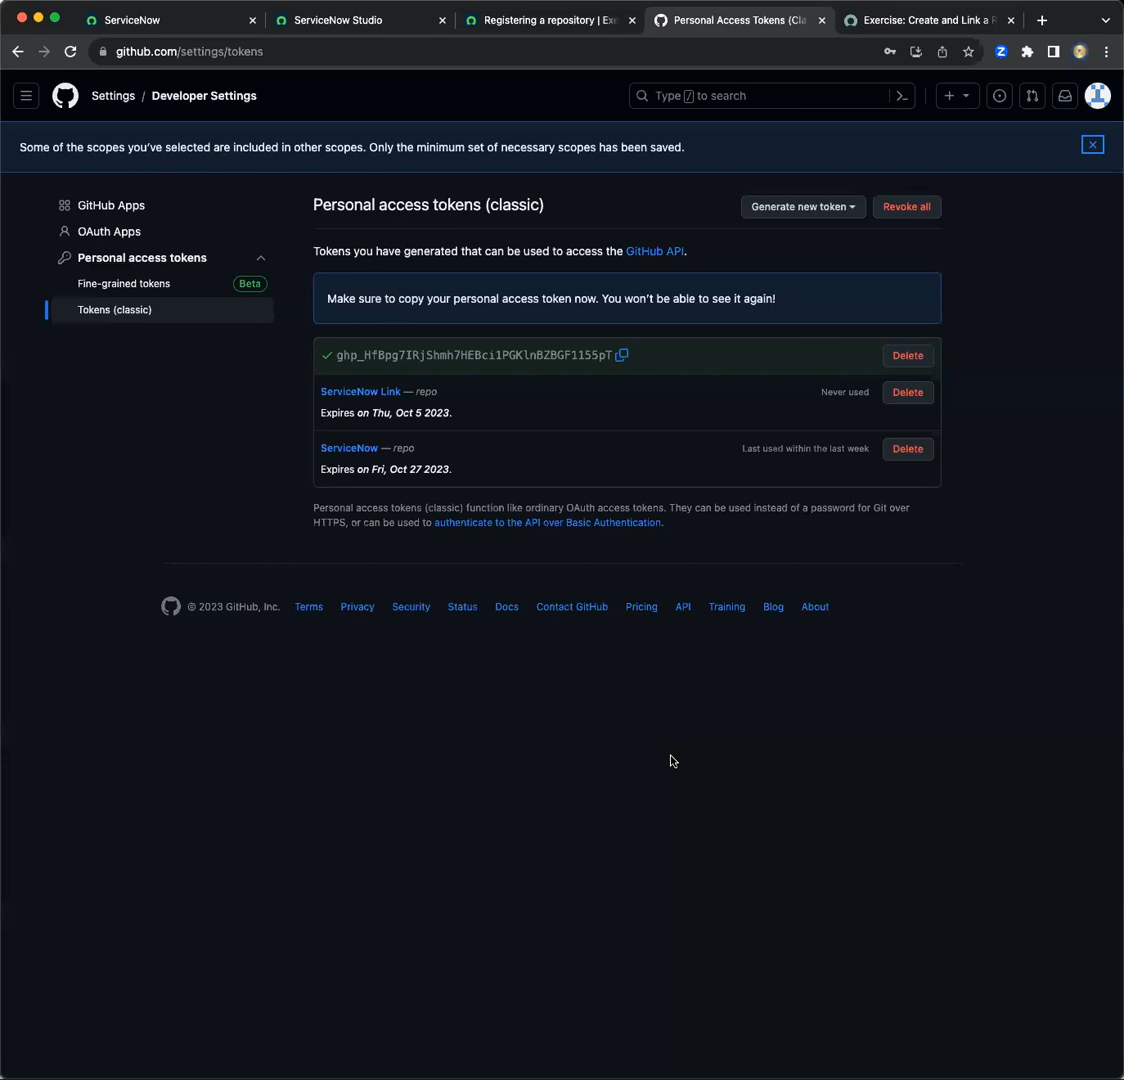 ServiceNow
ServiceNow Studio
Registering a repository | Exe
Personal Access Tokens (Cla
Exercise: Create and Link a R
github.com/settings/tokens
Settings / Developer Settings
Type / to search
Some of the scopes you've selected are included in other scopes. Only the minimum set of necessary scopes has been saved.
GitHub Apps
OAuth Apps
Personal access tokens
Fine-grained tokens
Beta
Tokens (classic)
Personal access tokens (classic)
Generate new token
Revoke all
Tokens you have generated that can be used to access the GitHub API.
Make sure to copy your personal access token now. You won't be able to see it again!
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
Delete
ServiceNow Link — repo
Never used
Delete
Expires on Thu, Oct 5 2023.
ServiceNow — repo
Last used within the last week
Delete
Expires on Fri, Oct 27 2023.
Personal access tokens (classic) function like ordinary OAuth access tokens. They can be used instead of a password for Git over
HTTPS, or can be used to authenticate to the API over Basic Authentication.
© 2023 GitHub, Inc.
Terms
Privacy
Security
Status
Docs
Contact GitHub
Pricing
API
Training
Blog
About